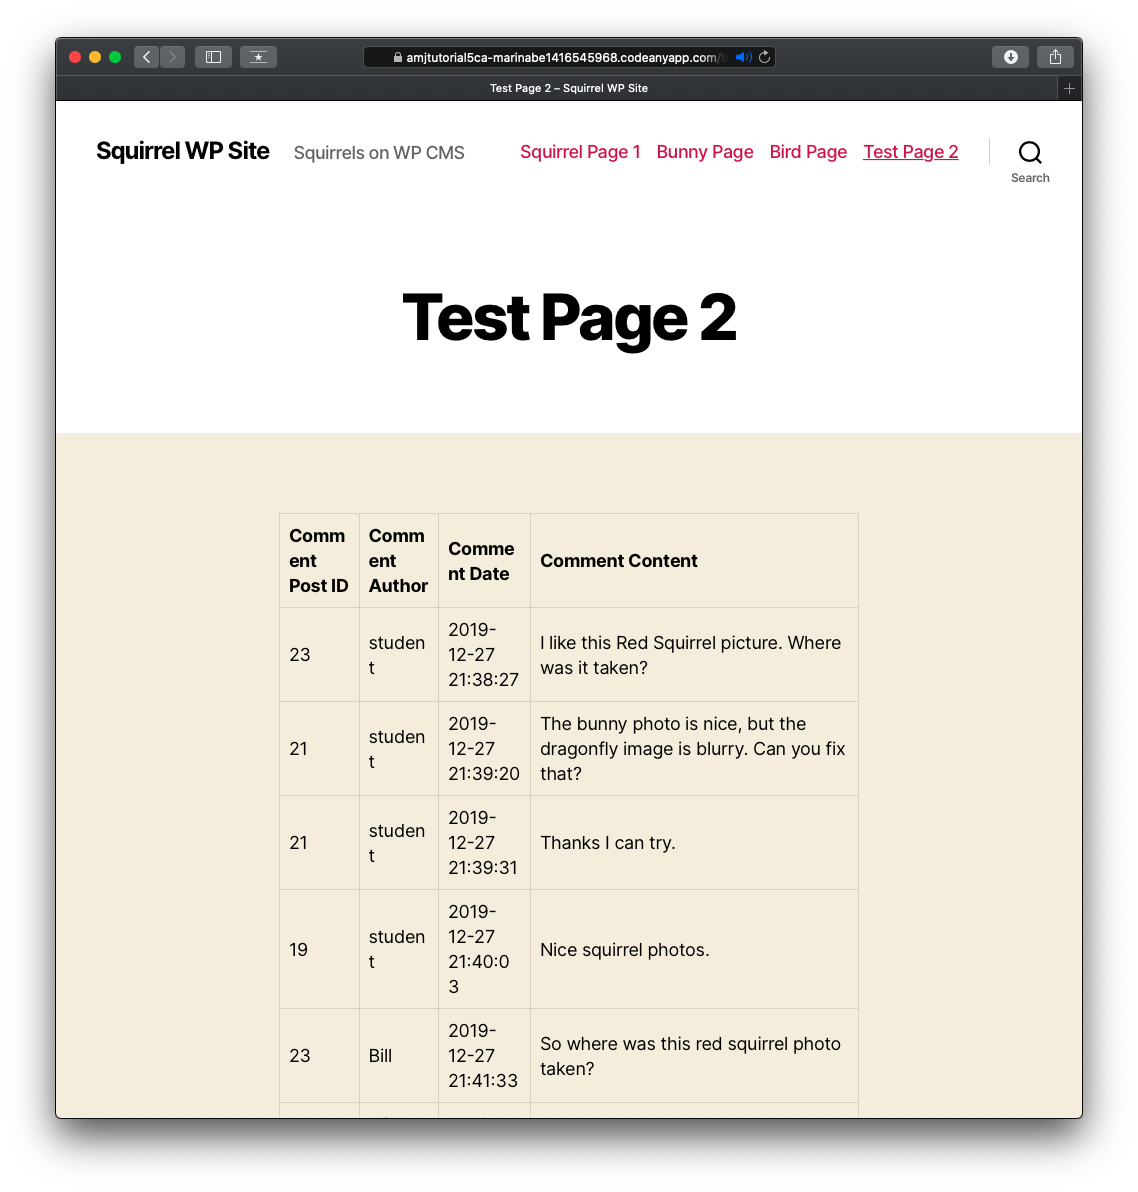 amjtutorial5ca-marinabe1416545968.codeanyapp.com/
Test Page 2 – Squirrel WP Site
Squirrel WP Site Squirrels on WP CMS Squirrel Page 1 Bunny Page Bird Page Test Page 2
Search
Test Page 2
Comm
ent
Post ID
Comm
ent
Author
Comme
nt Date
Comment Content
23
studen
t
2019-
12-27
21:38:27
I like this Red Squirrel picture. Where
was it taken?
21
studen
t
2019-
12-27
21:39:20
The bunny photo is nice, but the
dragonfly image is blurry. Can you fix
that?
21
studen
t
2019-
12-27
21:39:31
Thanks I can try.
19
studen
t
2019-
12-27
21:40:0
3
Nice squirrel photos.
23
Bill
2019-
12-27
21:41:33
So where was this red squirrel photo
taken?